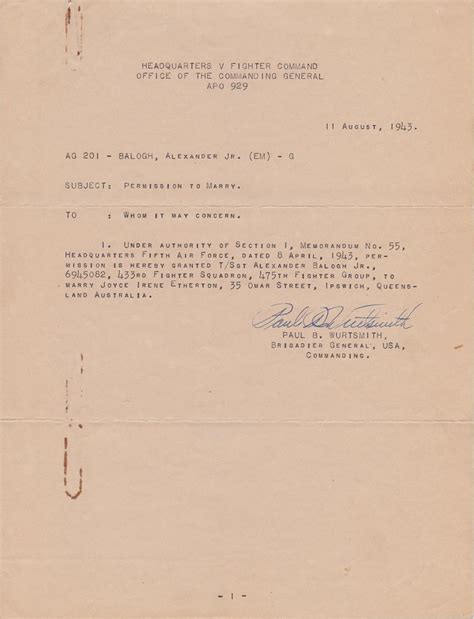 HEADQUARTERS V FIGHTER COMMAND
OFFICE OF THE COMMANDING GENERAL
APO 929
11 August, 1943.
AG 201 - BALOGH, Alexander Jr. (EM) - G
SUBJECT: Permission to Marry.
TO : Whom it may concern.
1. Under authority of Section I, Memorandum No. 55,
Headquarters Fifth Air Force, dated 8 April, 1943, per-
mission is hereby granted T/Sgt Alexander Balogh Jr.,
6945082, 433rd Fighter Squadron, 475th Fighter Group, to
marry Joyce Irene Etherton, 35 Omar Street, Ipswich, Queens-
land Australia.
Paul B Wurtsmith
PAUL B. WURTSMITH,
Brigadier General, USA,
Commanding.
- 1 -